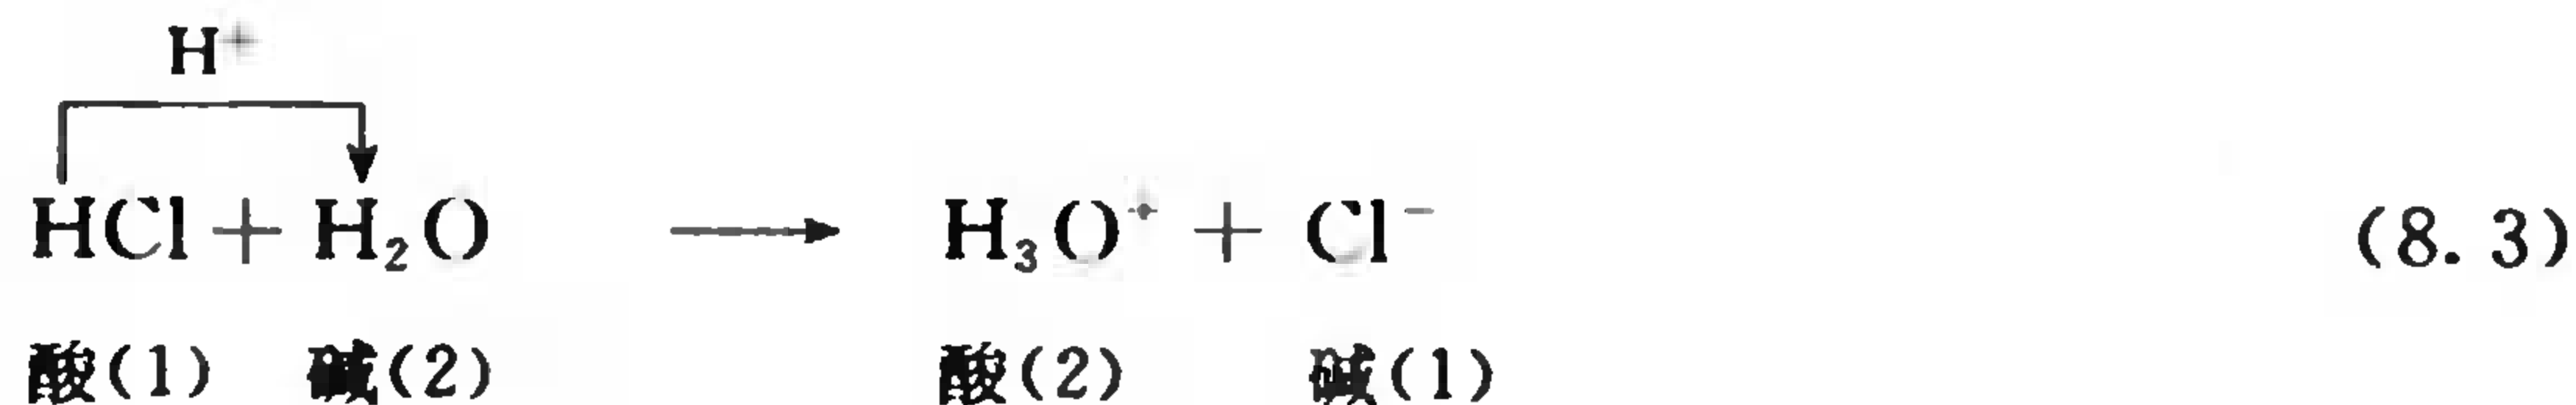 H⁺
HCl + H₂O ⟶ H₃O⁺ + Cl⁻ (8.3)
酸(1) 碱(2) 酸(2) 碱(1)